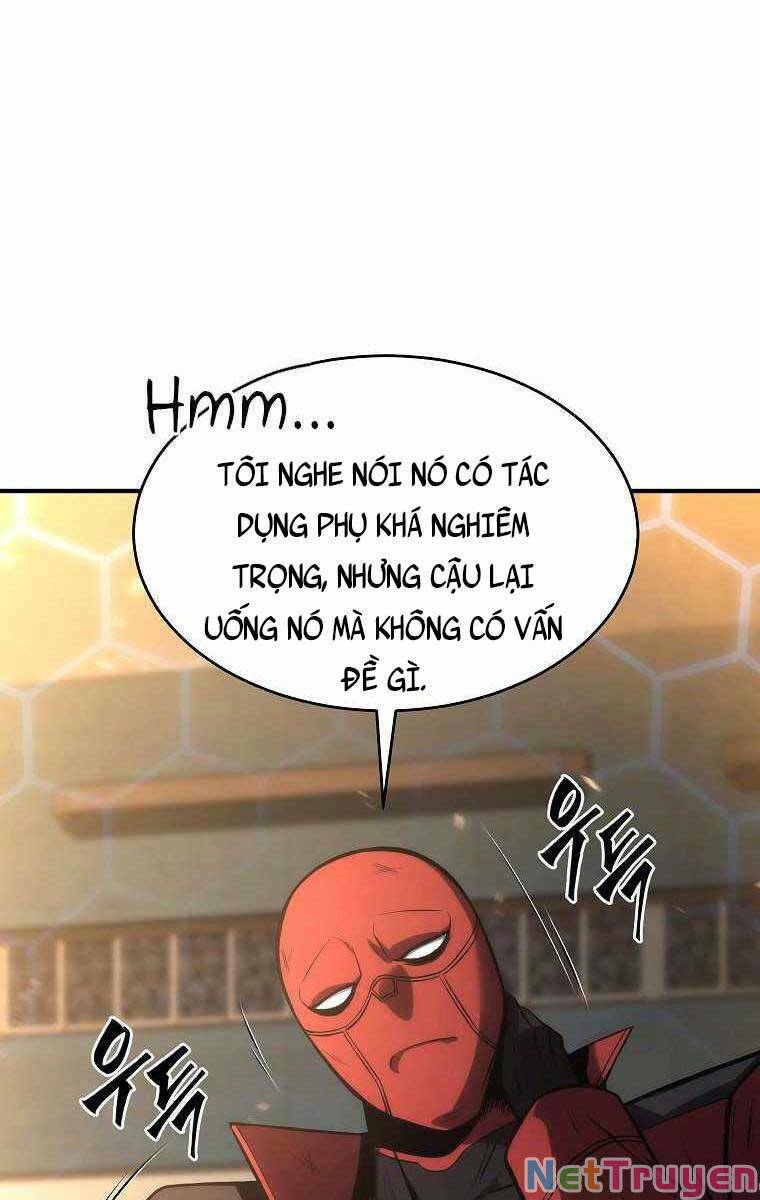 Hmm...
TÔI NGHE NÓI NÓ CÓ TÁC
DỤNG PHỤ KHÁ NGHIÊM
TRỌNG, NHƯNG CẬU LẠI
UỐNG NÓ MÀ KHÔNG CÓ VẤN
ĐỀ GÌ.
우득
우득
NetTruyen